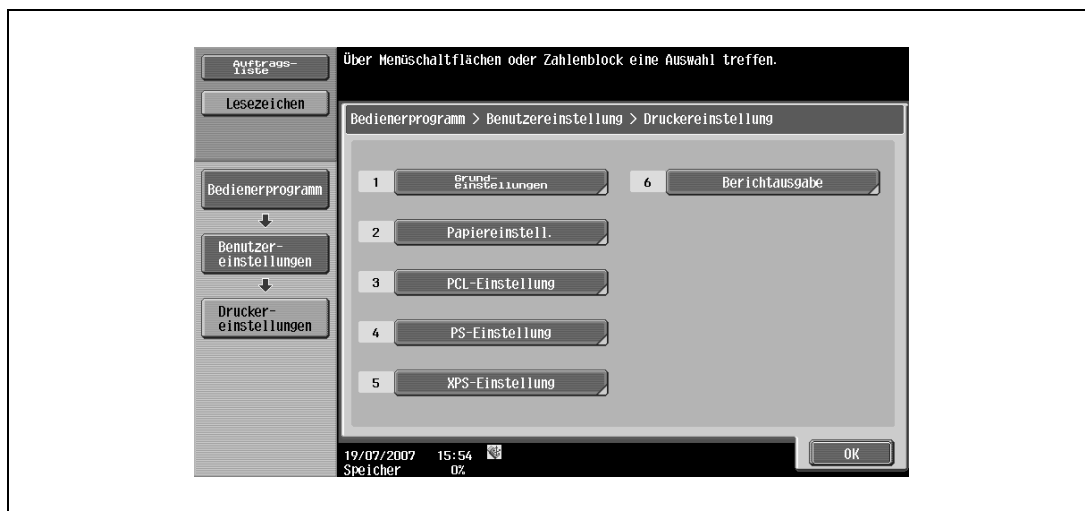 Auftrags-
liste
Lesezeichen
Bedienerprogramm
Benutzer-
einstellungen
Drucker-
einstellungen
Über Menüschaltflächen oder Zahlenblock eine Auswahl treffen.
Bedienerprogramm > Benutzereinstellung > Druckereinstellung
1 Grund-
einstellungen
2 Papiereinstell.
3 PCL-Einstellung
4 PS-Einstellung
5 XPS-Einstellung
6 Berichtausgabe
19/07/2007 15:54
Speicher 0%
OK